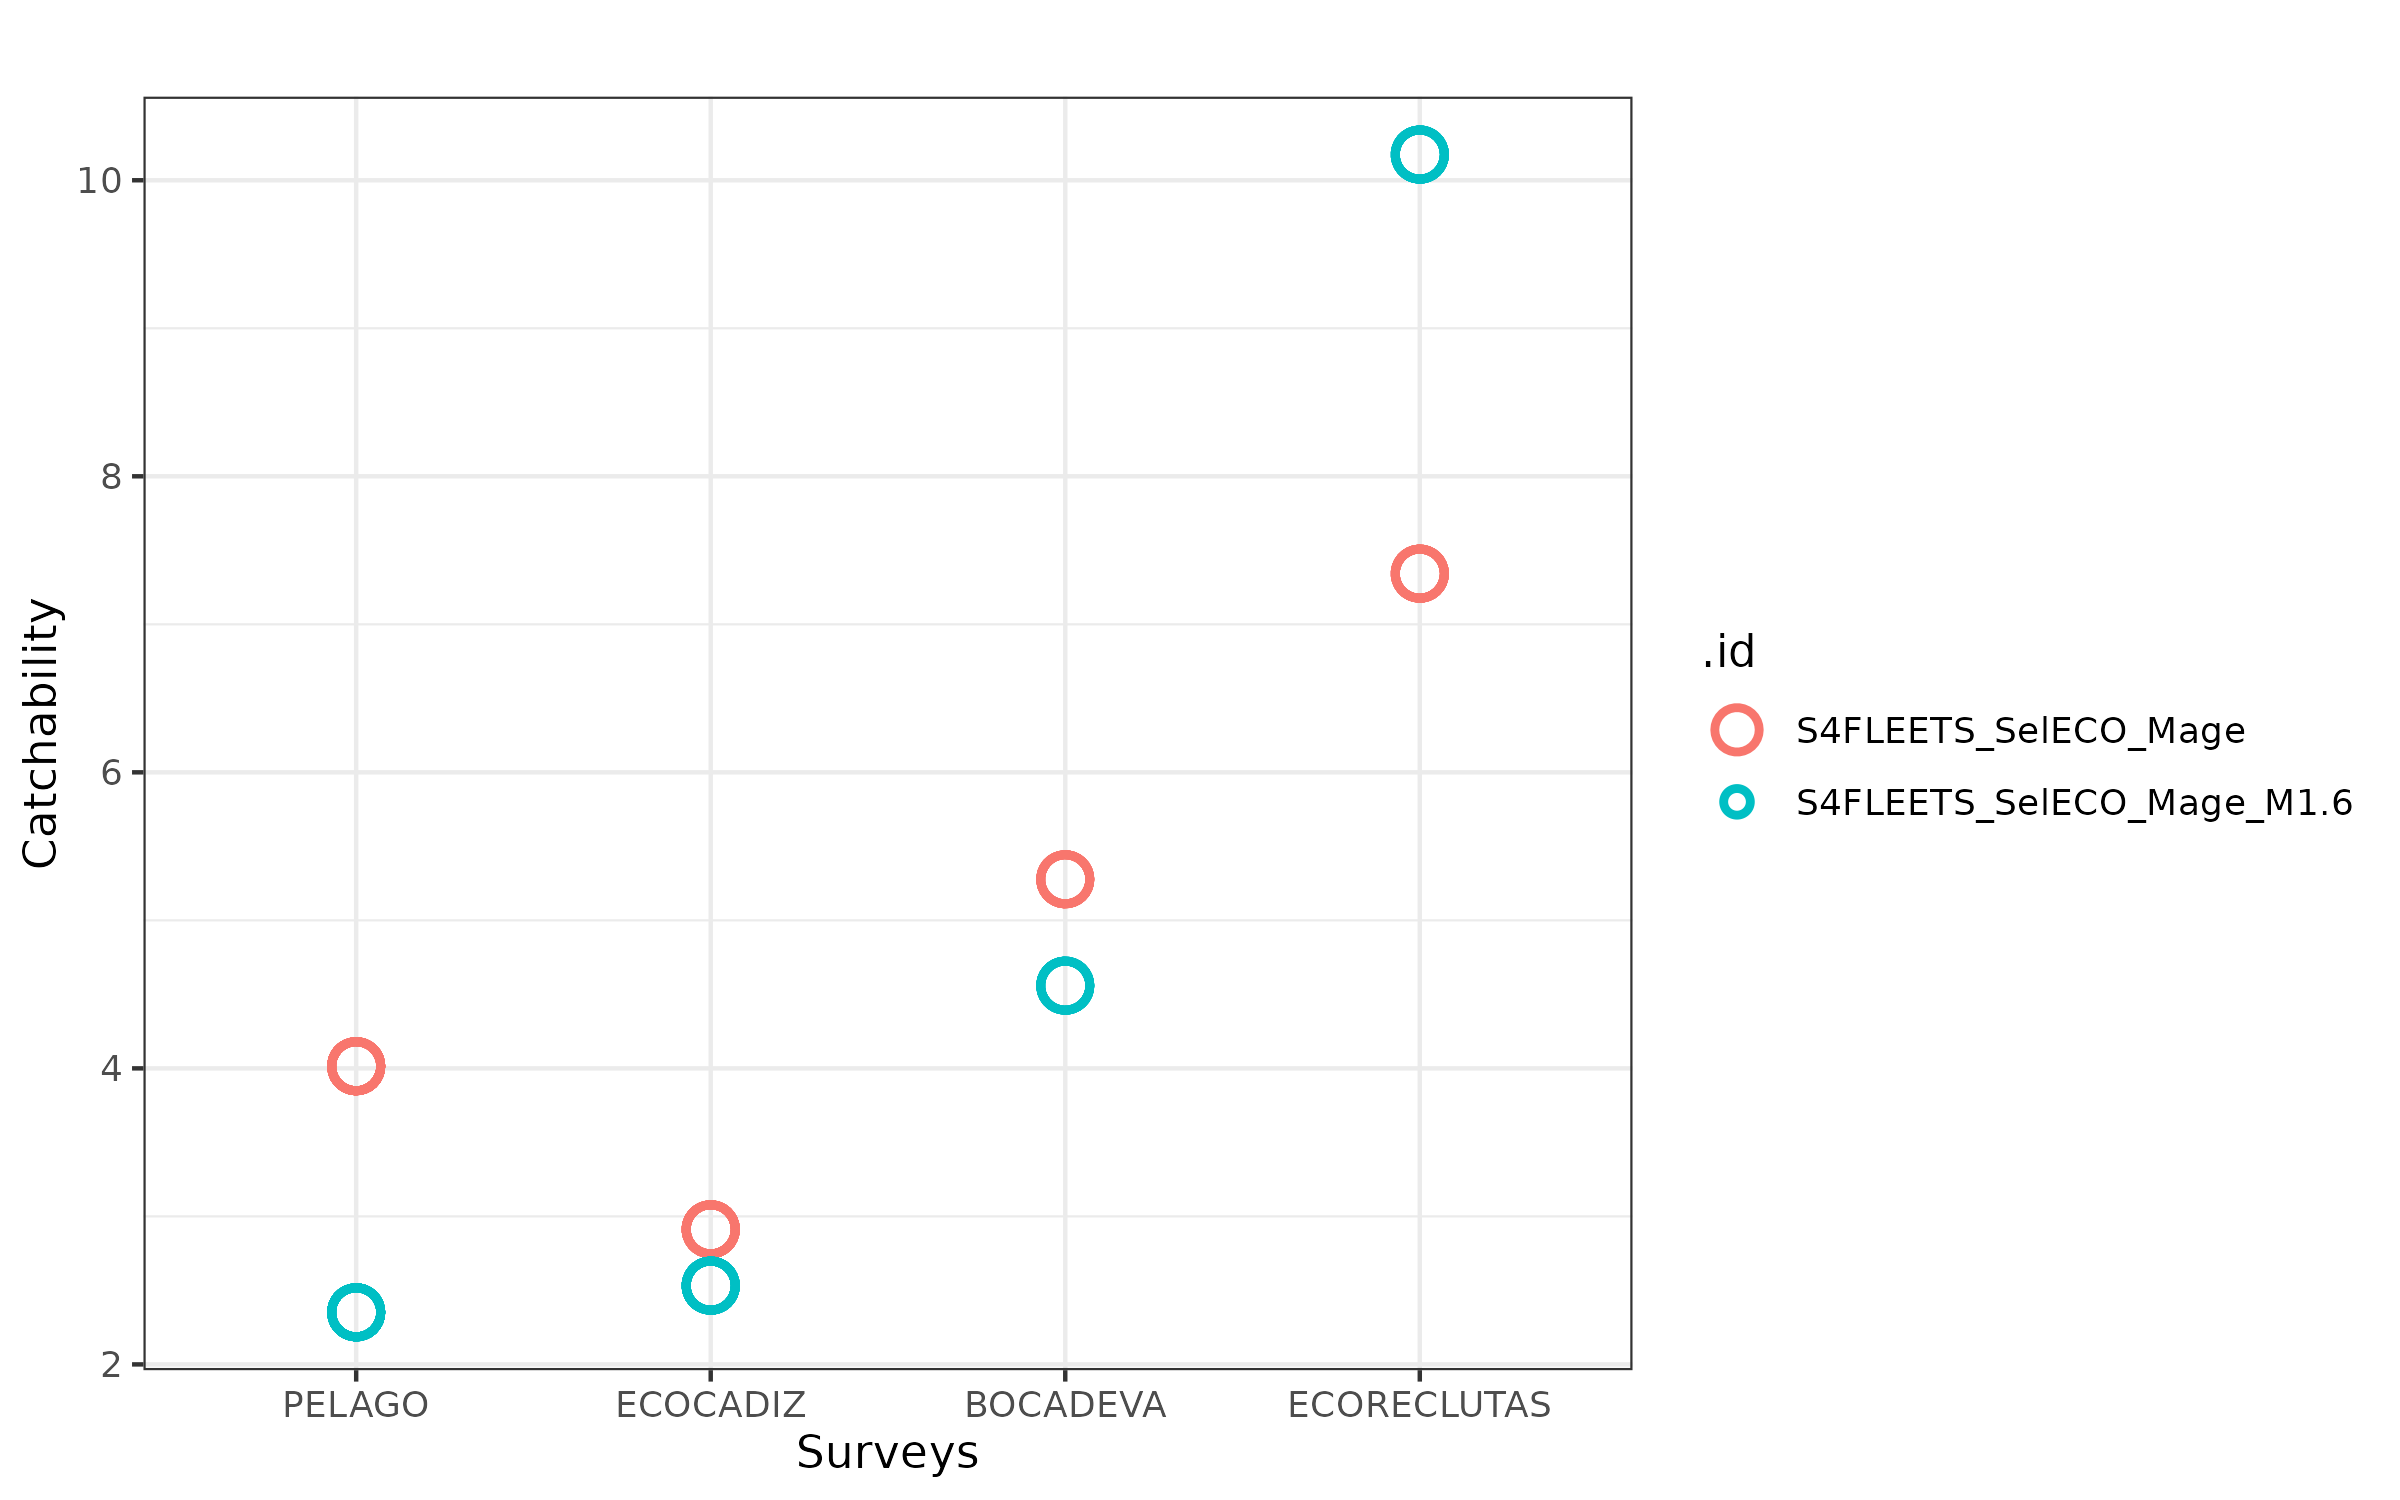 10
8
6
4
2
Catchability
PELAGO ECOCADIZ BOCADEVA ECORECLUTAS
Surveys
.id
S4FLEETS_SelECO_Mage
S4FLEETS_SelECO_Mage_M1.6